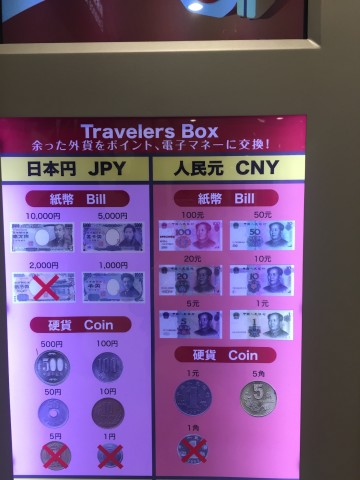 Travelers Box
余った外貨をポイント、電子マネーに交換！
日本円 JPY
紙幣 Bill
10,000円 5,000円
2,000円 1,000円
硬貨 Coin
500円 100円
50円 10円
5円 1円
人民元 CNY
紙幣 Bill
100元 50元
20元 10元
5元 1元
硬貨 Coin
1元 5角
1角